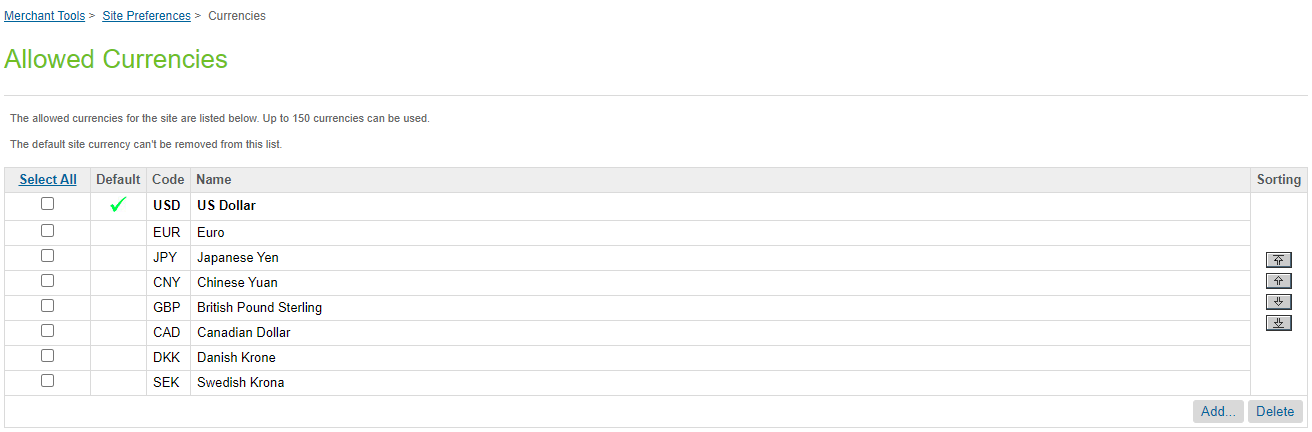 Merchant Tools > Site Preferences > Currencies
Allowed Currencies
The allowed currencies for the site are listed below. Up to 150 currencies can be used.
The default site currency can't be removed from this list.
Select All Default Code Name Sorting
USD US Dollar
EUR Euro
JPY Japanese Yen
CNY Chinese Yuan
GBP British Pound Sterling
CAD Canadian Dollar
DKK Danish Krone
SEK Swedish Krona
Add... Delete